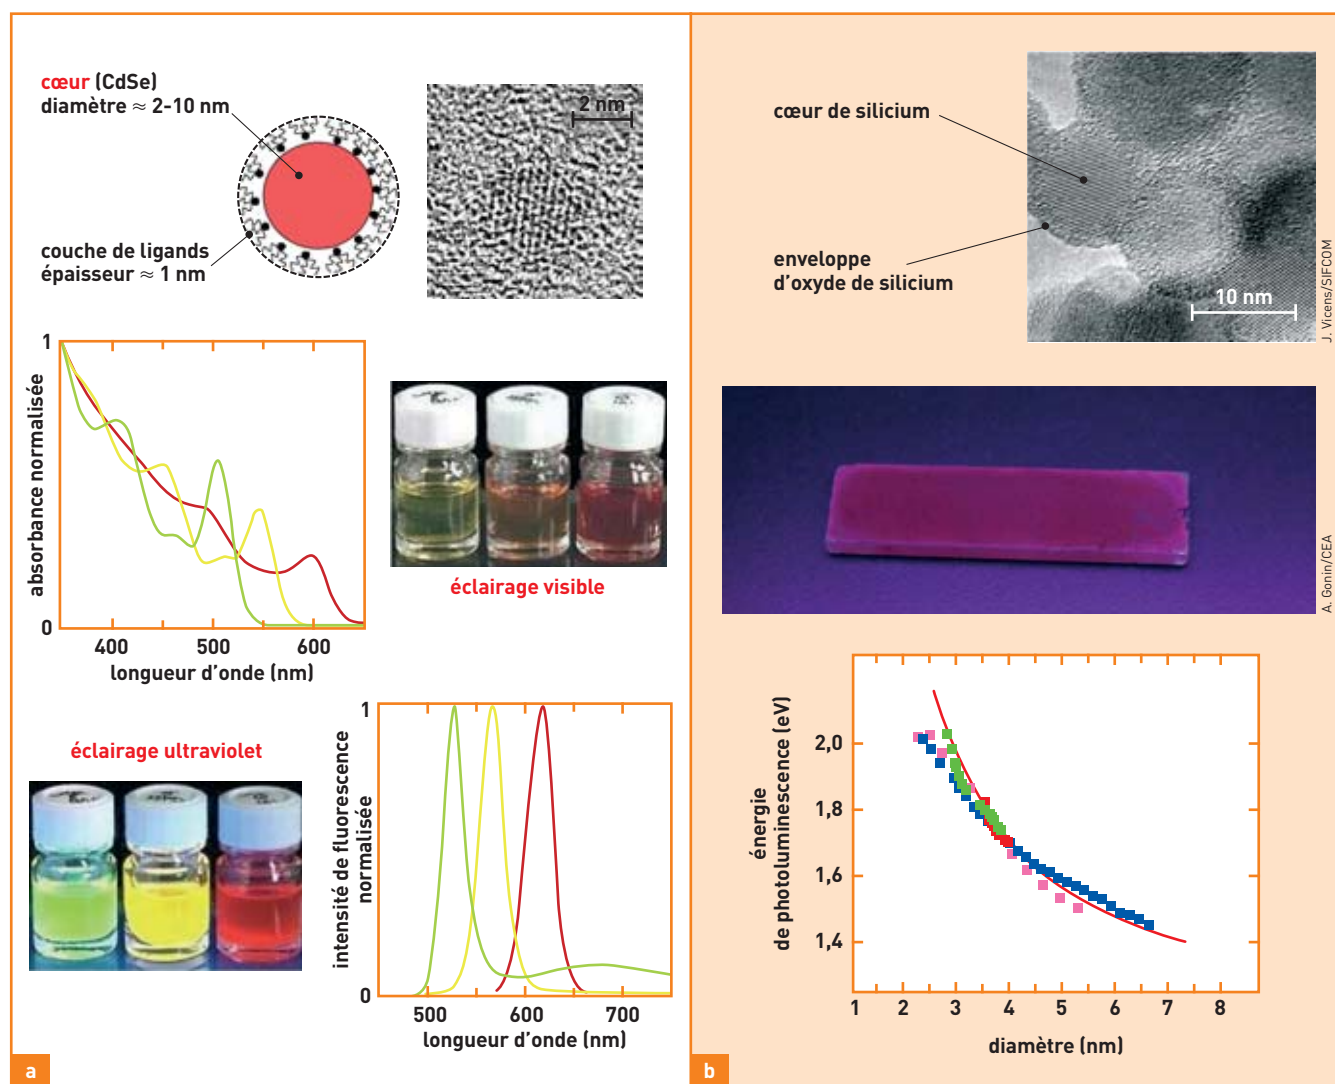 cœur (CdSe)
diamètre ≈ 2-10 nm
couche de ligands
épaisseur ≈ 1 nm
2 nm
absorbance normalisée
1
0
400
500
600
longueur d’onde (nm)
éclairage visible
éclairage ultraviolet
intensité de fluorescence
normalisée
1
0
500
600
700
longueur d’onde (nm)
a
cœur de silicium
enveloppe
d’oxyde de silicium
10 nm
J. Vicens/SIFCOM
A. Gonin/CEA
énergie
de photoluminescence (eV)
2,0
1,8
1,6
1,4
1
2
3
4
5
6
7
8
diamètre (nm)
b